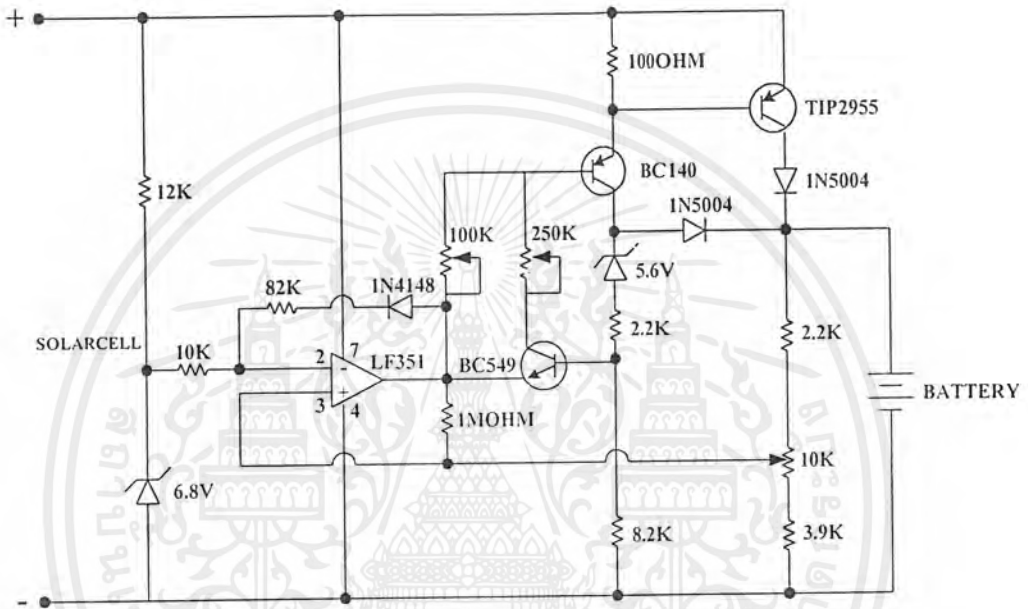 +
100OHM
TIP2955
BC140
12K
1N5004
1N5004
100K
250K
5.6V
82K
1N4148
2.2K
2.2K
SOLARCELL
10K
2
7
LF351
BC549
-
+
3
4
1MOHM
BATTERY
10K
6.8V
8.2K
3.9K
-